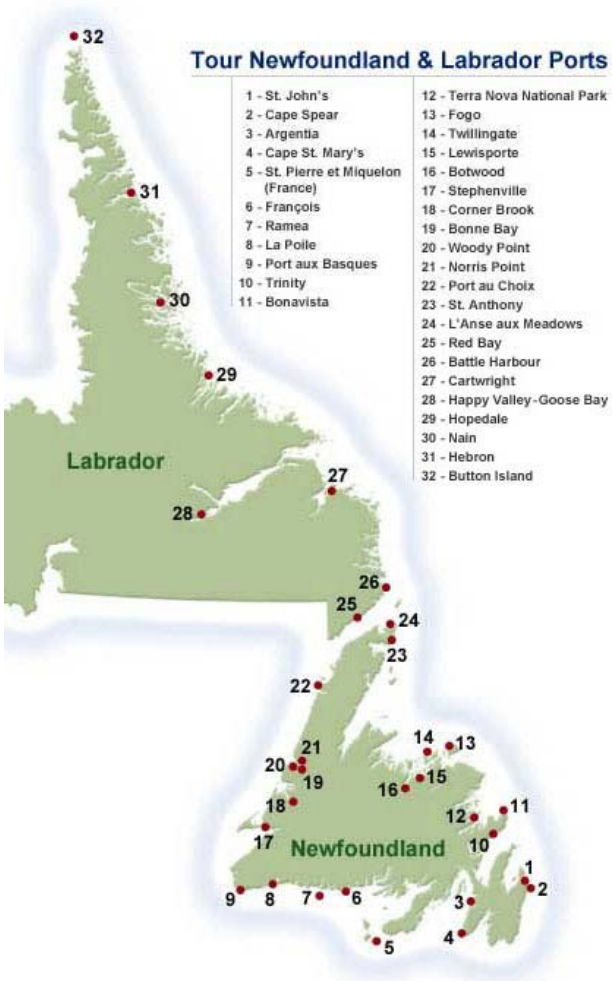 Tour Newfoundland & Labrador Ports
1 - St. John's
2 - Cape Spear
3 - Argentia
4 - Cape St. Mary's
5 - St. Pierre et Miquelon
(France)
6 - François
7 - Ramea
8 - La Poile
9 - Port aux Basques
10 - Trinity
11 - Bonavista
12 - Terra Nova National Park
13 - Fogo
14 - Twillingate
15 - Lewisporte
16 - Botwood
17 - Stephenville
18 - Corner Brook
19 - Bonne Bay
20 - Woody Point
21 - Norris Point
22 - Port au Choix
23 - St. Anthony
24 - L'Anse aux Meadows
25 - Red Bay
26 - Battle Harbour
27 - Cartwright
28 - Happy Valley-Goose Bay
29 - Hopedale
30 - Nain
31 - Hebron
32 - Button Island
32
31
30
29
Labrador
27
28
26
25
24
23
22
14
13
21
20
19
15
16
18
11
12
17
10
Newfoundland
1
2
9
8
7
6
3
4
5